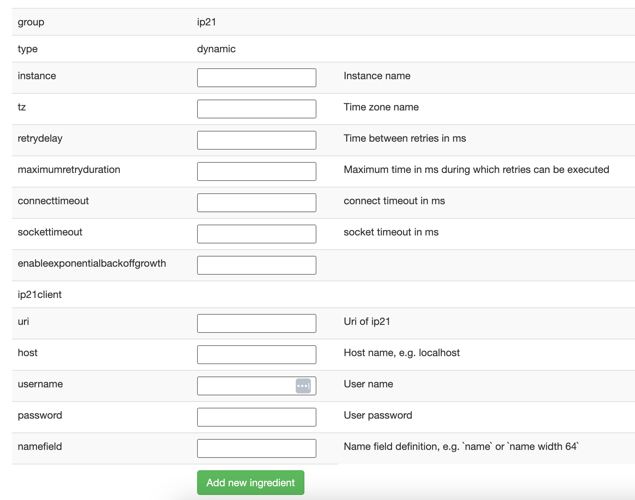 group ip21
type dynamic
instance Instance name
tz Time zone name
retrydelay Time between retries in ms
maximumretryduration Maximum time in ms during which retries can be executed
connecttimeout connect timeout in ms
sockettimeout socket timeout in ms
enableexponentialbackoffgrowth
ip21client
uri Uri of ip21
host Host name, e.g. localhost
username User name
password User password
namefield Name field definition, e.g. `name` or `name width 64`
Add new ingredient